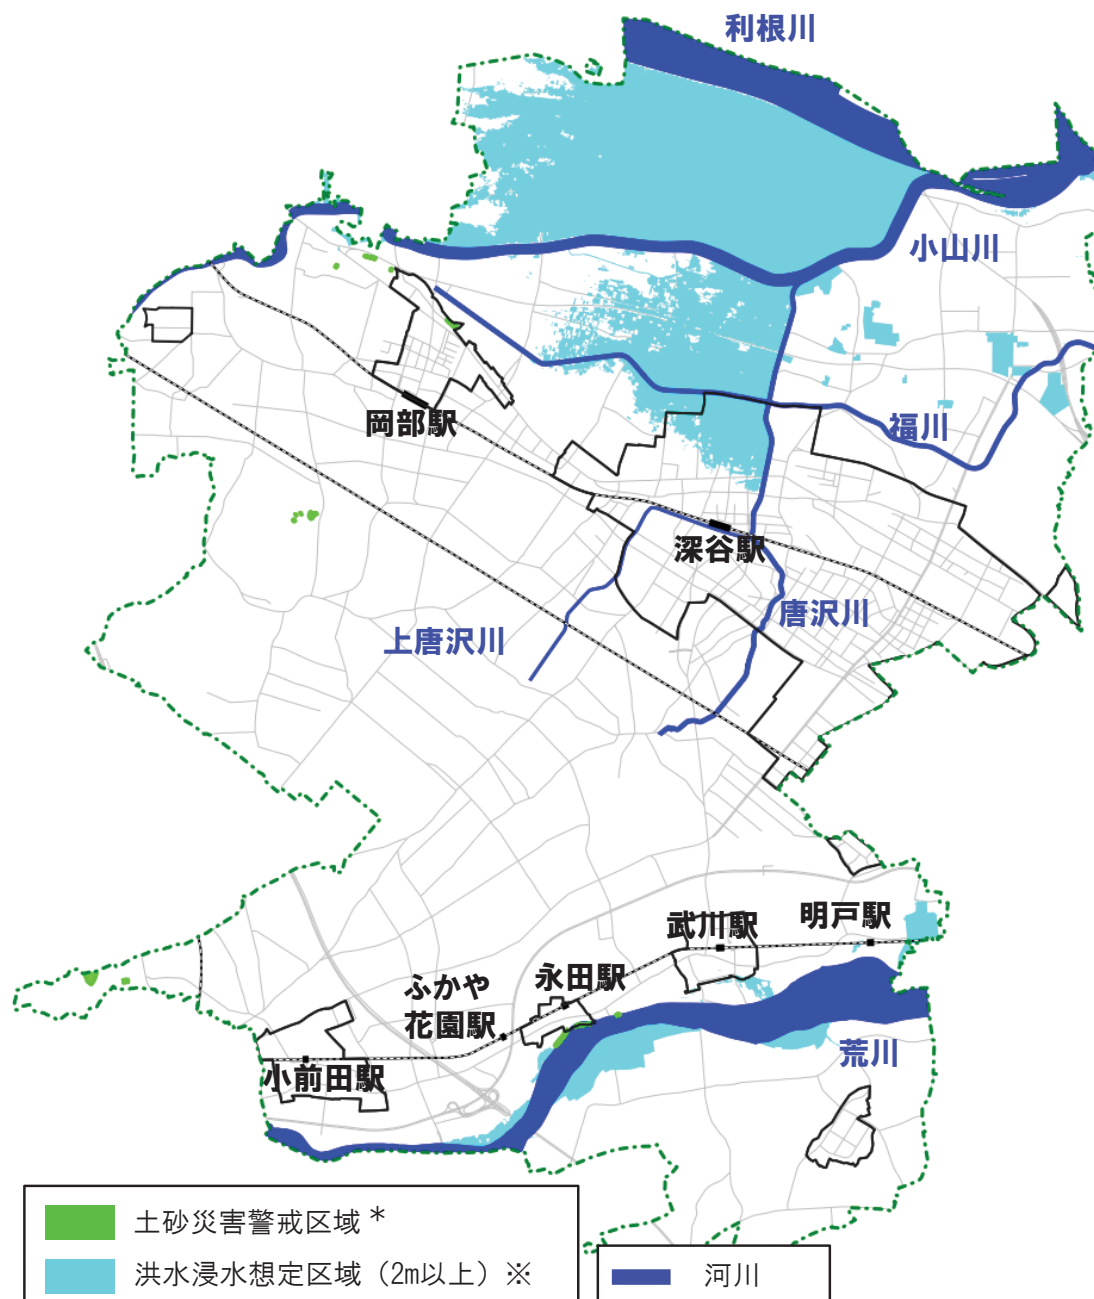 利根川
小山川
岡部駅
福川
深谷駅
唐沢川
上唐沢川
明戸駅
武川駅
永田駅
ふかや
花園駅
荒川
小前田駅
土砂災害警戒区域*
洪水浸水想定区域（2m以上）※
河川